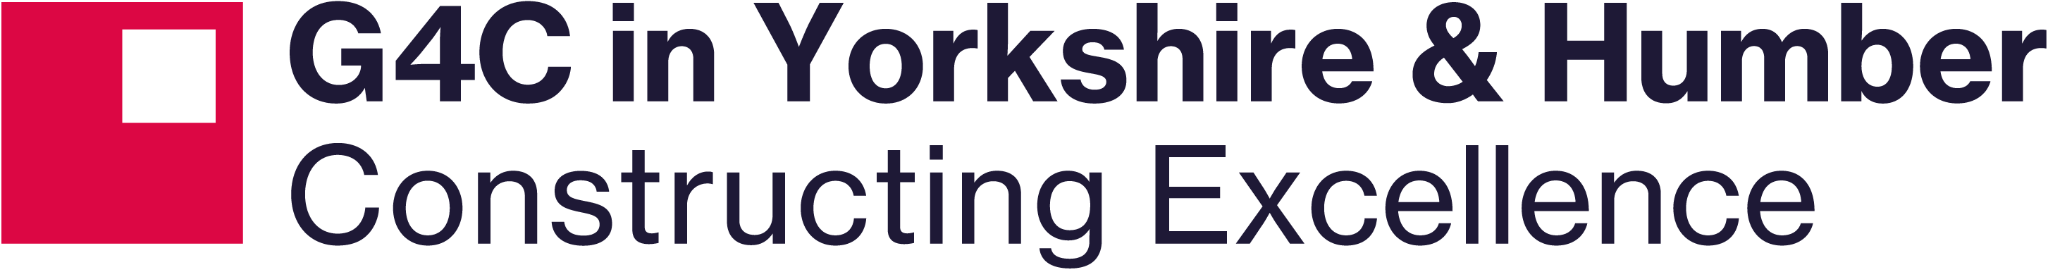 G4C in Yorkshire & Humber
Constructing Excellence